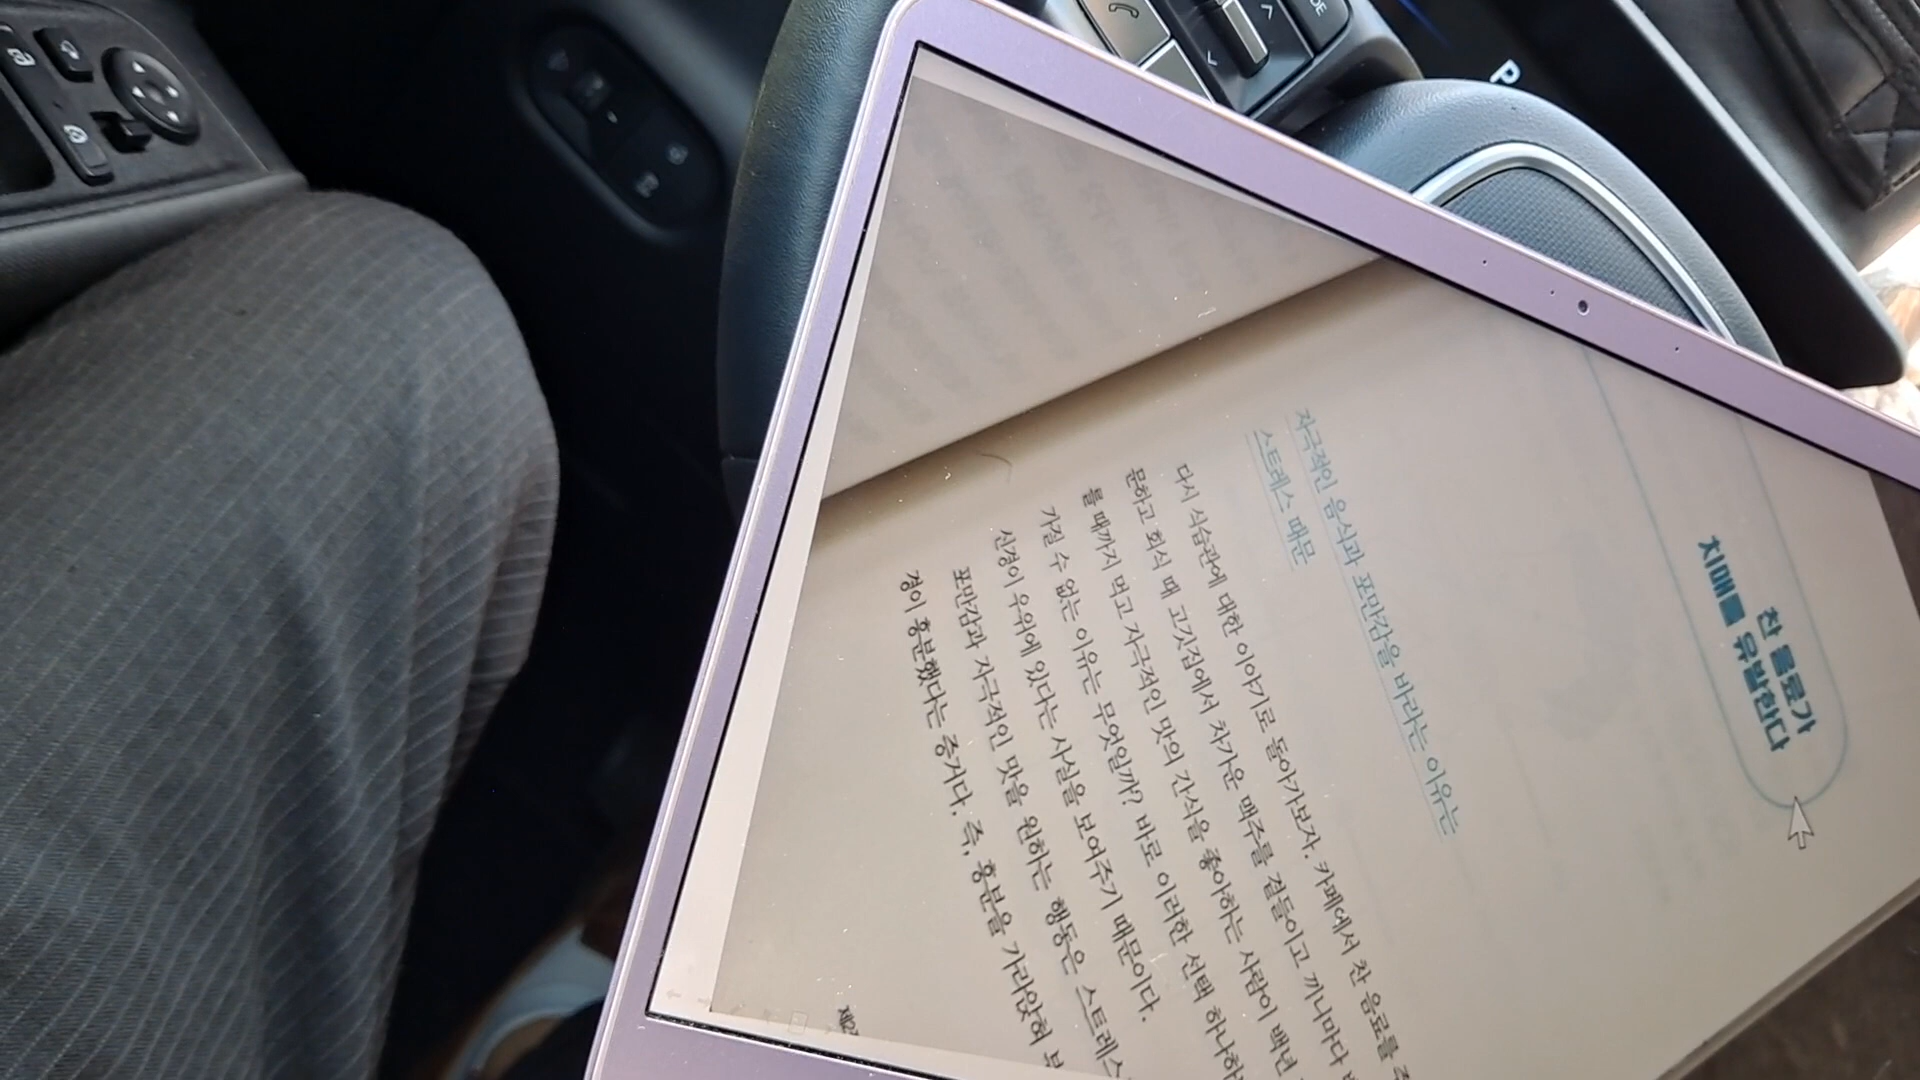 찬 음료가
치매를 유발한다
자극적인 음식과 포만감을 바라는 이유는
스트레스 때문
다시 식습관에 대한 이야기로 돌아가보자. 카페에서 찬 음료를
문하고 회식 때 고깃집에서 차가운 맥주를 곁들이고 끼니마다
를 때까지 먹고 자극적인 맛의 간식을 좋아하는 사람이 백년
가질 수 없는 이유는 무엇일까? 바로 이러한 선택 하나하
신경이 우위에 있다는 사실을 보여주기 때문이다.
포만감과 자극적인 맛을 원하는 행동은 스트레스
경이 흥분했다는 증거다. 즉, 흥분을 가라앉혀 부
제2
P